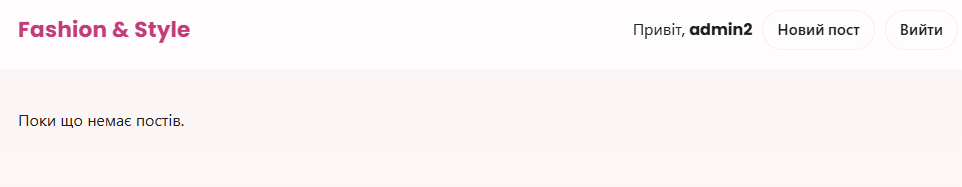 Fashion & Style
Привіт, admin2 Новий пост Вийти
Поки що немає постів.